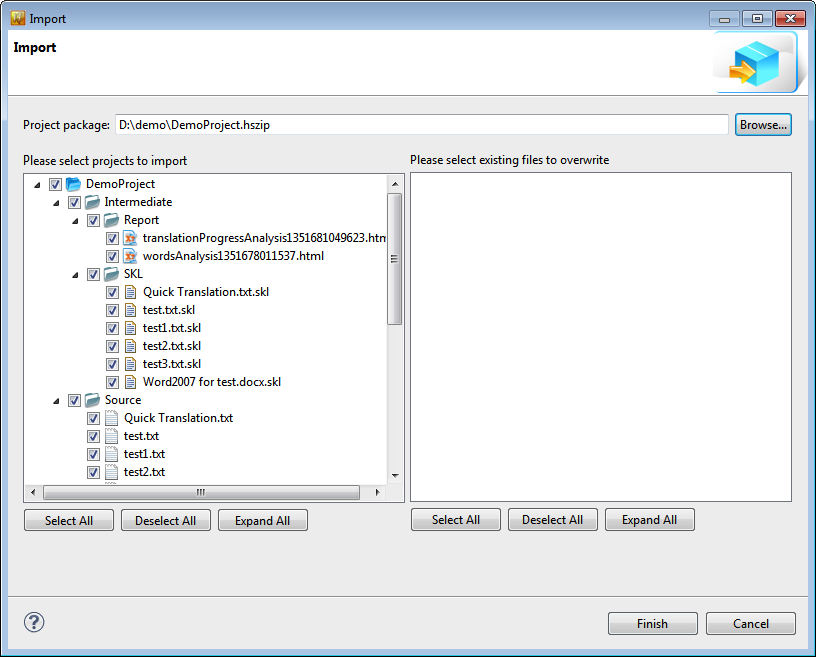 Import
Import
Project package: D:\demo\DemoProject.hszip Browse...
Please select projects to import
Please select existing files to overwrite
DemoProject
Intermediate
Report
translationProgressAnalysis1351681049623.htm
wordsAnalysis1351678011537.html
SKL
Quick Translation.txt.skl
test.txt.skl
test1.txt.skl
test2.txt.skl
test3.txt.skl
Word2007 for test.docx.skl
Source
Quick Translation.txt
test.txt
test1.txt
test2.txt
Select All Deselect All Expand All
Select All Deselect All Expand All
? Finish Cancel